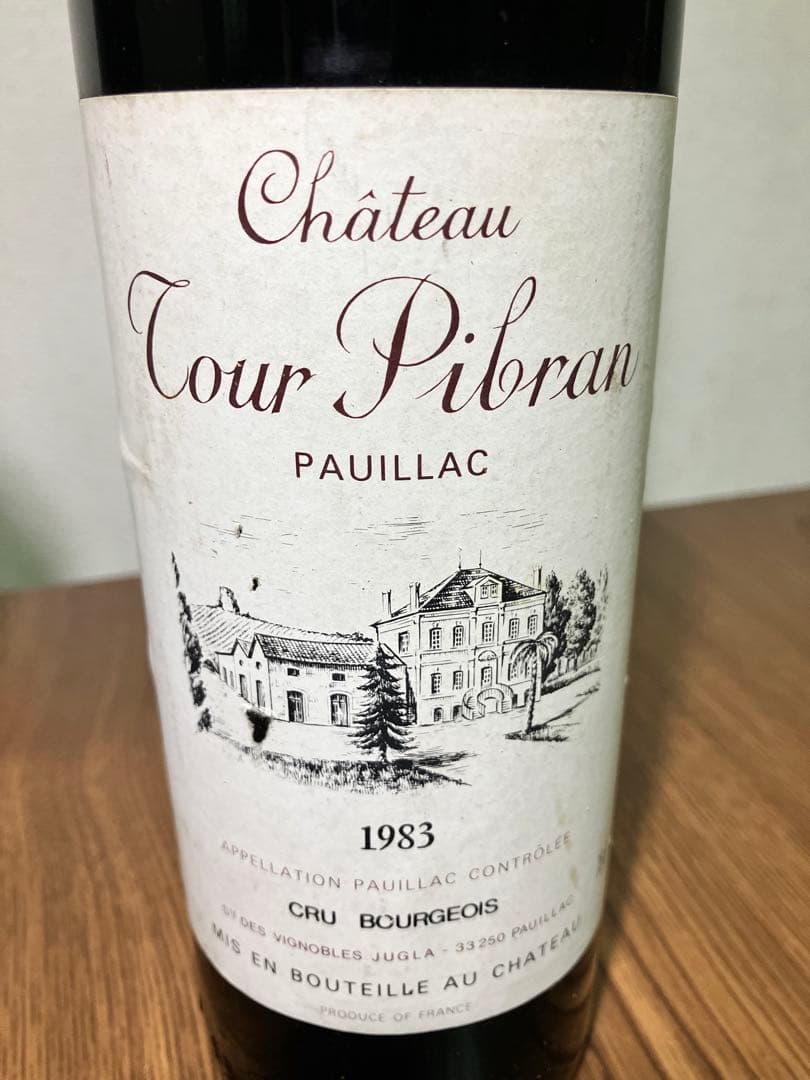 Château
Tour Pibran
PAUILLAC
1983
APPELLATION PAUILLAC CONTRÔLÉE
CRU BOURGEOIS
DES VIGNOBLES JUGLA - 33250 PAUILLAC
MIS EN BOUTEILLE AU CHATEAU
PRODUCE OF FRANCE